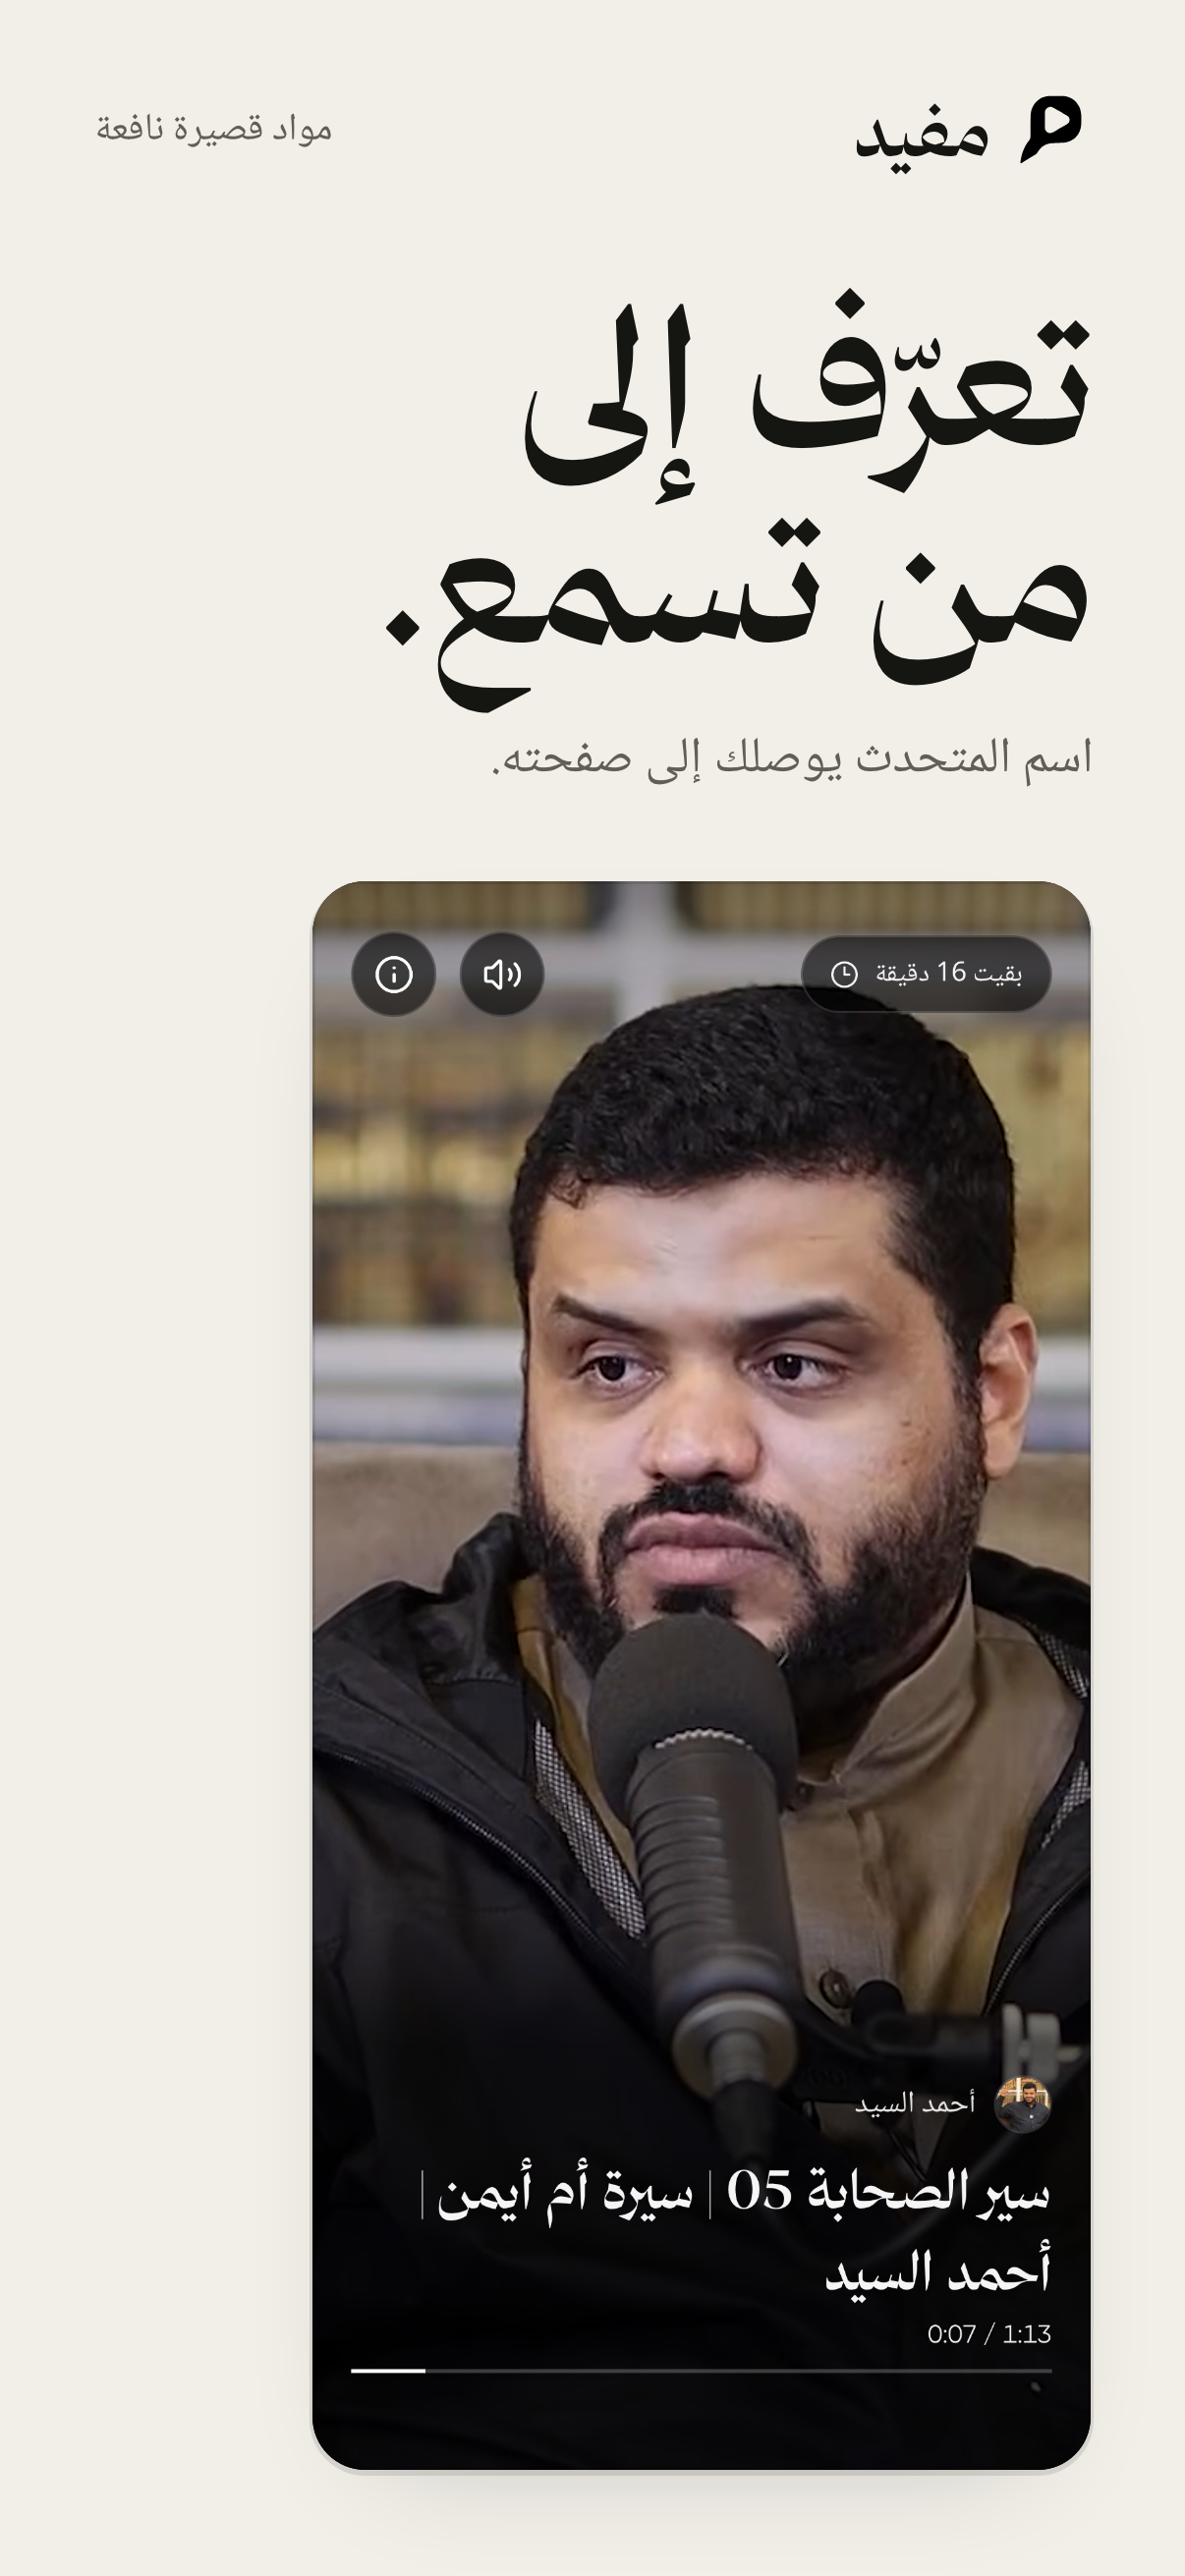 مفيد
مواد قصيرة نافعة
تعرّف إلى
من تسمع.
اسم المتحدث يوصلك إلى صفحته.
بقيت 16 دقيقة
أحمد السيد
سير الصحابة 05 | سيرة أم أيمن |
أحمد السيد
0:07 / 1:13